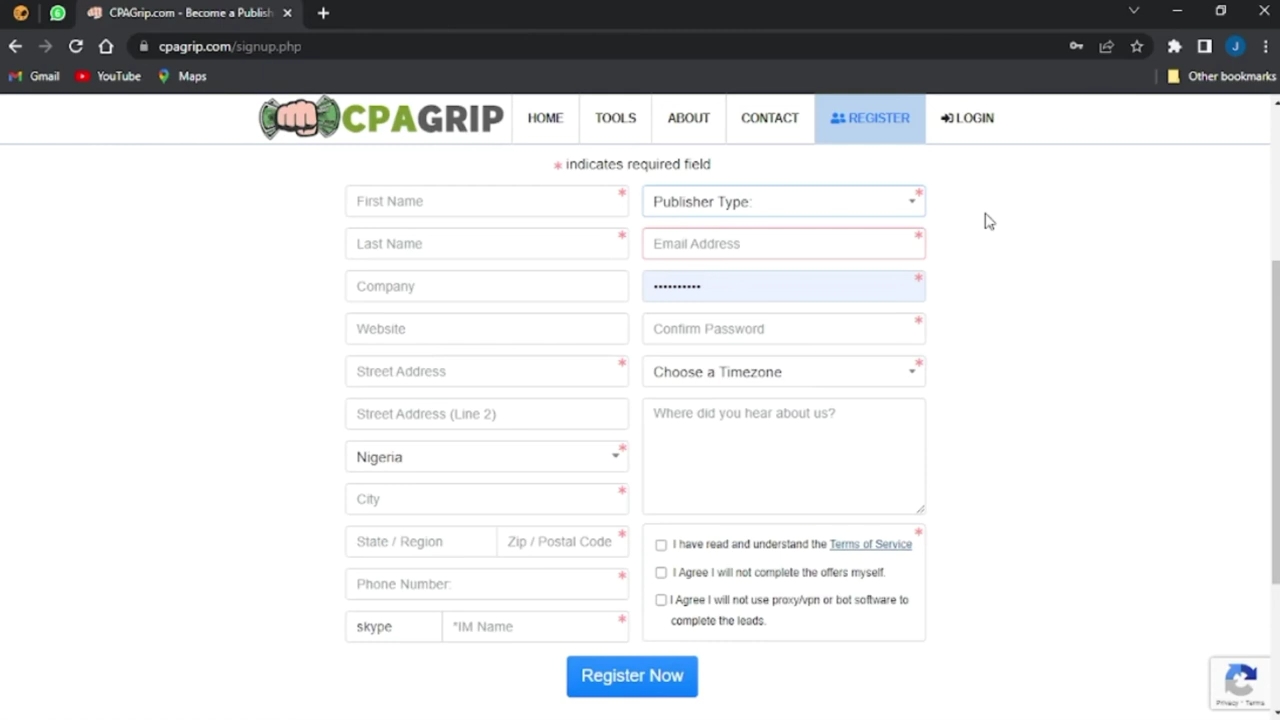 CPAGrip.com - Become a Publish
cpagrip.com/signup.php
J
Gmail
YouTube
Maps
Other bookmarks
CPAGRIP
HOME
TOOLS
ABOUT
CONTACT
REGISTER
LOGIN
* indicates required field
First Name *
Publisher Type: *
Last Name *
Email Address *
Company
•••••••••• *
Website
Confirm Password *
Street Address *
Choose a Timezone *
Street Address (Line 2)
Where did you hear about us?
Nigeria *
City *
State / Region
Zip / Postal Code *
I have read and understand the Terms of Service *
I Agree I will not complete the offers myself.
Phone Number: *
I Agree I will not use proxy/vpn or bot software to
complete the leads.
skype
*IM Name *
Register Now
Privacy - Terms